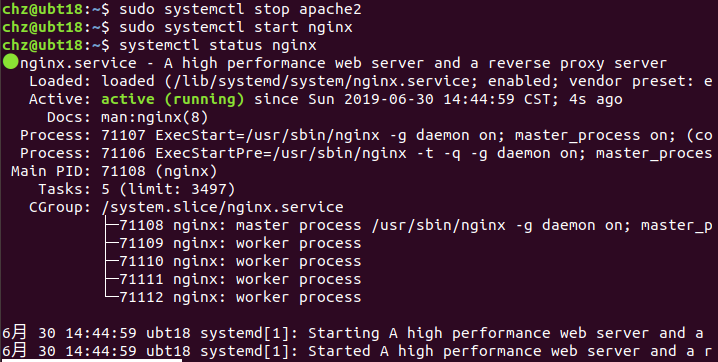 chz@ubt18:~$ sudo systemctl stop apache2
chz@ubt18:~$ sudo systemctl start nginx
chz@ubt18:~$ systemctl status nginx
●nginx.service - A high performance web server and a reverse proxy server
Loaded: loaded (/lib/systemd/system/nginx.service; enabled; vendor preset: e
Active: active (running) since Sun 2019-06-30 14:44:59 CST; 4s ago
Docs: man:nginx(8)
Process: 71107 ExecStart=/usr/sbin/nginx -g daemon on; master_process on; (co
Process: 71106 ExecStartPre=/usr/sbin/nginx -t -q -g daemon on; master_proces
Main PID: 71108 (nginx)
Tasks: 5 (limit: 3497)
CGroup: /system.slice/nginx.service
├─71108 nginx: master process /usr/sbin/nginx -g daemon on; master_p
├─71109 nginx: worker process
├─71110 nginx: worker process
├─71111 nginx: worker process
└─71112 nginx: worker process
6月 30 14:44:59 ubt18 systemd[1]: Starting A high performance web server and a
6月 30 14:44:59 ubt18 systemd[1]: Started A high performance web server and a r